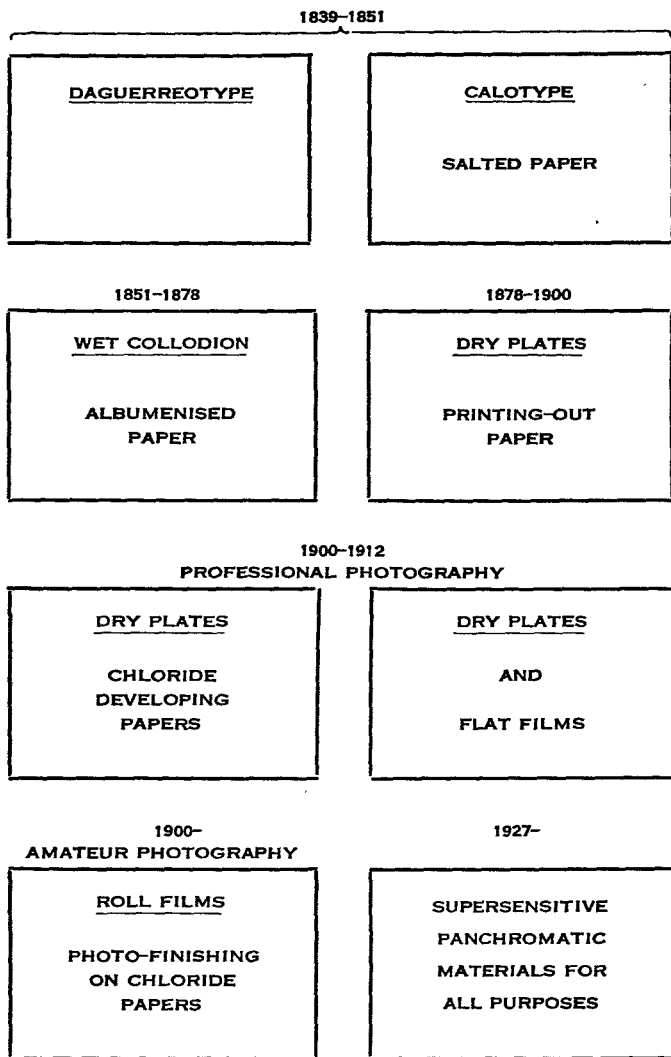 1839–1851
DAGUERREOTYPE
CALOTYPE
SALTED PAPER
1851–1878
WET COLLODION
ALBUMENISED
PAPER
1878–1900
DRY PLATES
PRINTING-OUT
PAPER
1900–1912
PROFESSIONAL PHOTOGRAPHY
DRY PLATES
CHLORIDE
DEVELOPING
PAPERS
DRY PLATES
AND
FLAT FILMS
1900-
AMATEUR PHOTOGRAPHY
ROLL FILMS
PHOTO-FINISHING
ON CHLORIDE
PAPERS
1927-
SUPERSENSITIVE
PANCHROMATIC
MATERIALS FOR
ALL PURPOSES